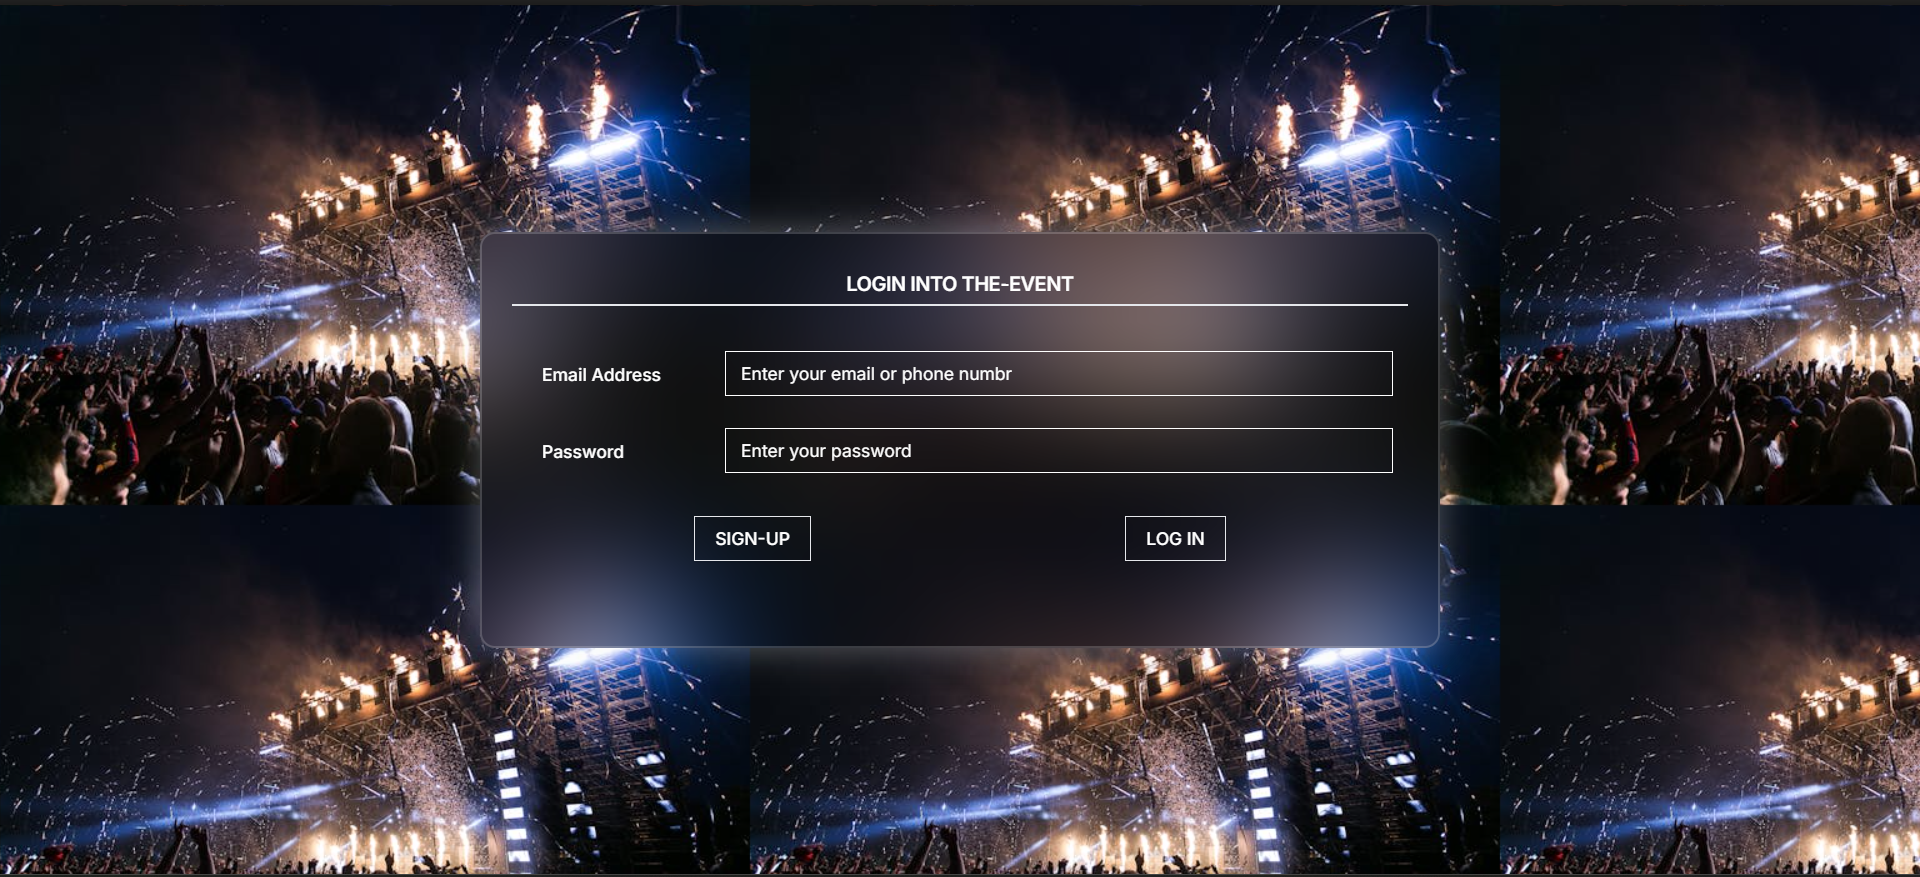 LOGIN INTO THE-EVENT
Email Address
Enter your email or phone numbr
Password
Enter your password
SIGN-UP
LOG IN